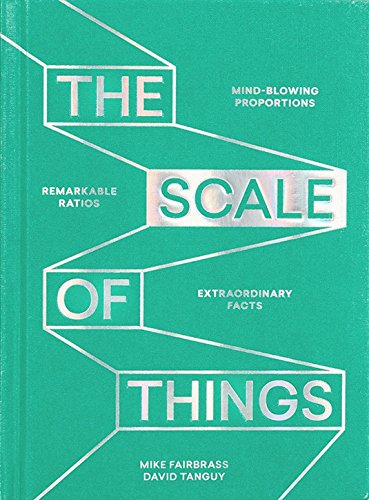 THE
MIND-BLOWING
PROPORTIONS
REMARKABLE
RATIOS
SCALE
OF
EXTRAORDINARY
FACTS
THINGS
MIKE FAIRBRASS
DAVID TANGUY